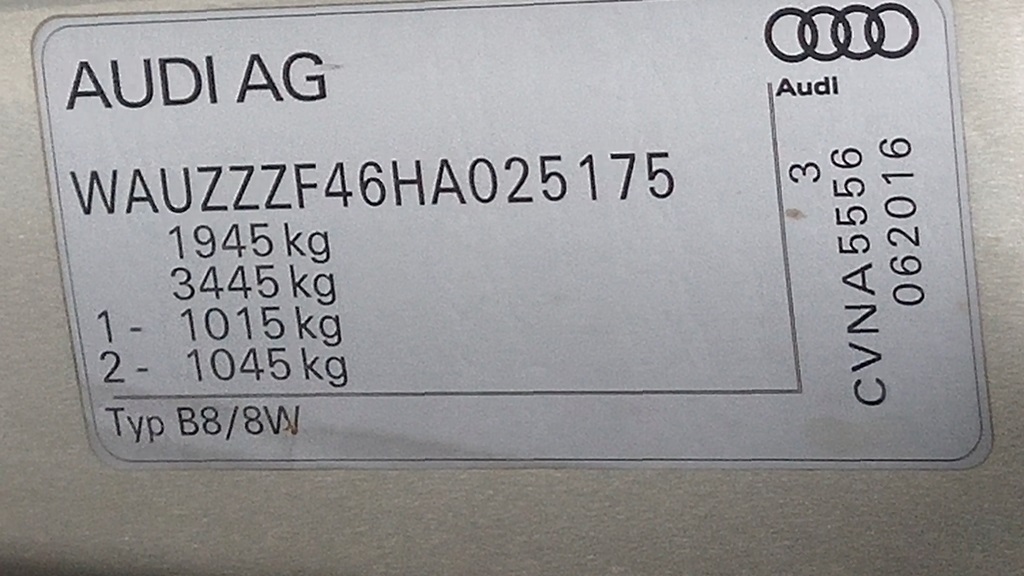 AUDI AG
Audi
WAUZZZF46HA025175
1945 kg
3445 kg
1 - 1015 kg
2 - 1045 kg
Typ B8/8W
3
CVNA5556
062016